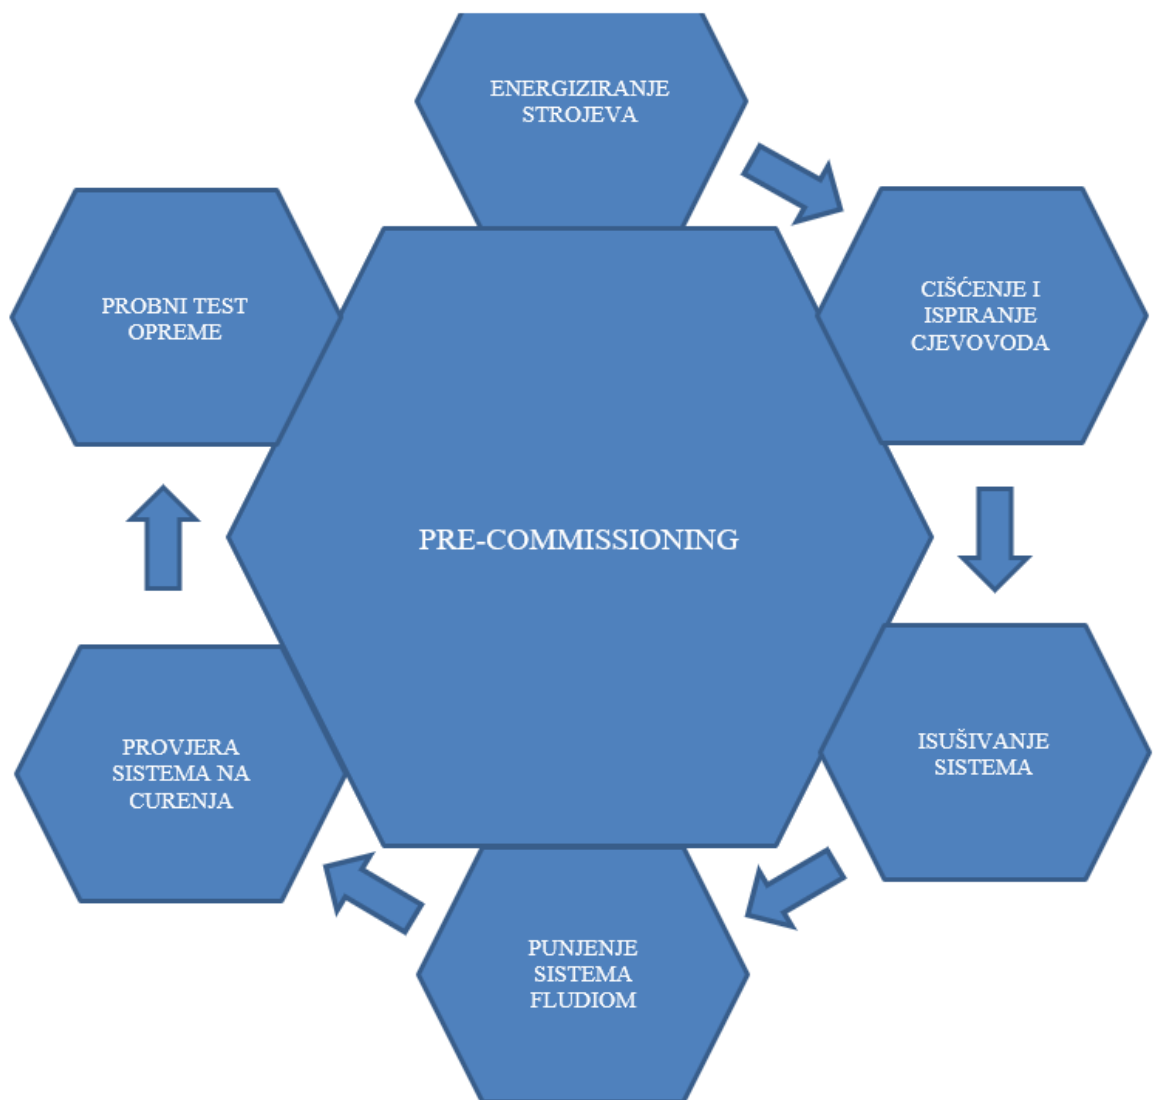 ENERGIZIRANJE
STROJEVA
CIŠĆENJE I
ISPIRANJE
CJEVOVODA
ISUŠIVANJE
SISTEMA
PUNJENJE
SISTEMA
FLUDIOM
PROVJERA
SISTEMA NA
CURENJA
PROBNI TEST
OPREME
PRE-COMMISSIONING